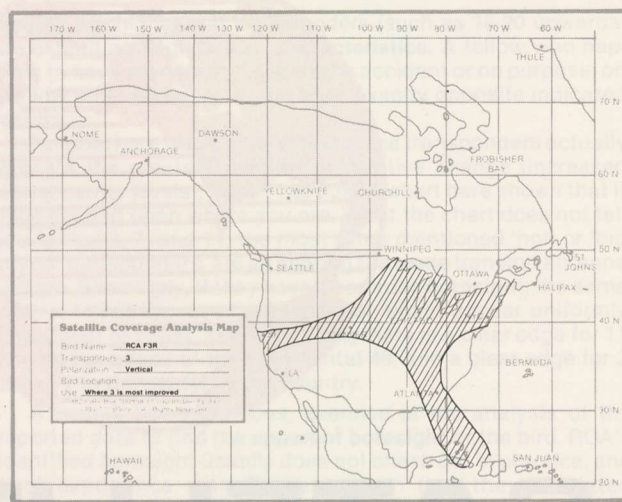 170 W 160 W 150 W 140 W 130 W 120 W 110 W 100 W 90 W 80 W 70 W 60 W
THULE
70 N
NOME
DAWSON
ANCHORAGE
60 N
FROBISHER
BAY
YELLOWKNIFE
CHURCHILL
50 N
WINNIPEG
ST
JOHNS
SEATTLE
OTTAWA
HALIFAX
40 N
Satellite Coverage Analysis Map
Bird Name RCA F3R
Transponder 3
Polarization Vertical
Bird Location
Use Where 3 is most improved
LA
BERMUDA
ATLANTA
30 N
HAWAII
SAN JUAN
20 N